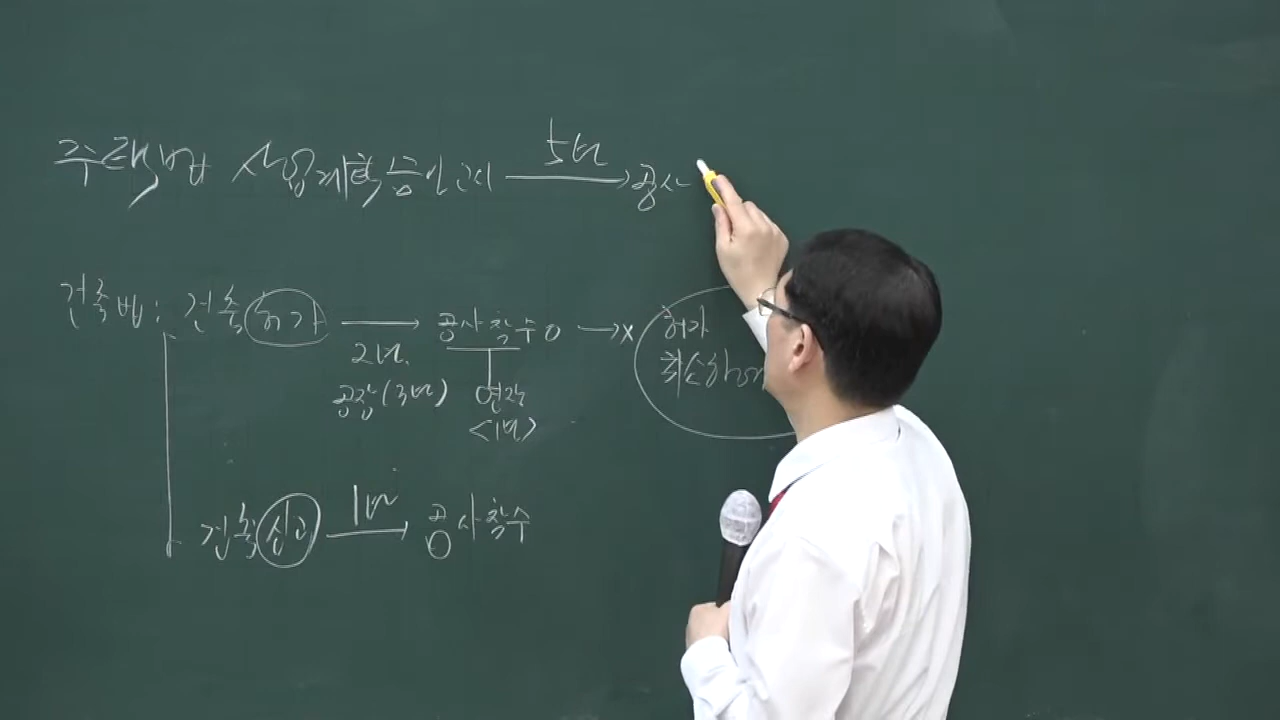 주택법 사업계획승인 5년 → 공사
건축법: 건축허가 → 공사착수 0 → x 허가
2년. 취소
공장(3년) 연장
<1년>
건축신고 1년 → 공사착수